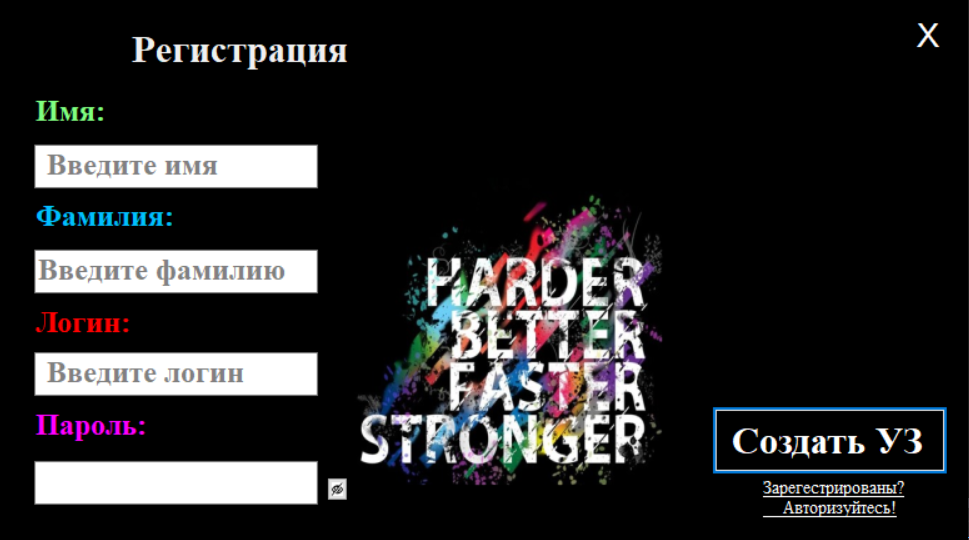 Регистрация
X
Имя:
Введите имя
Фамилия:
Введите фамилию
Логин:
Введите логин
Пароль:
HARDER
BETTER
FASTER
STRONGER
Создать УЗ
Зарегестрированы?
Авторизуйтесь!